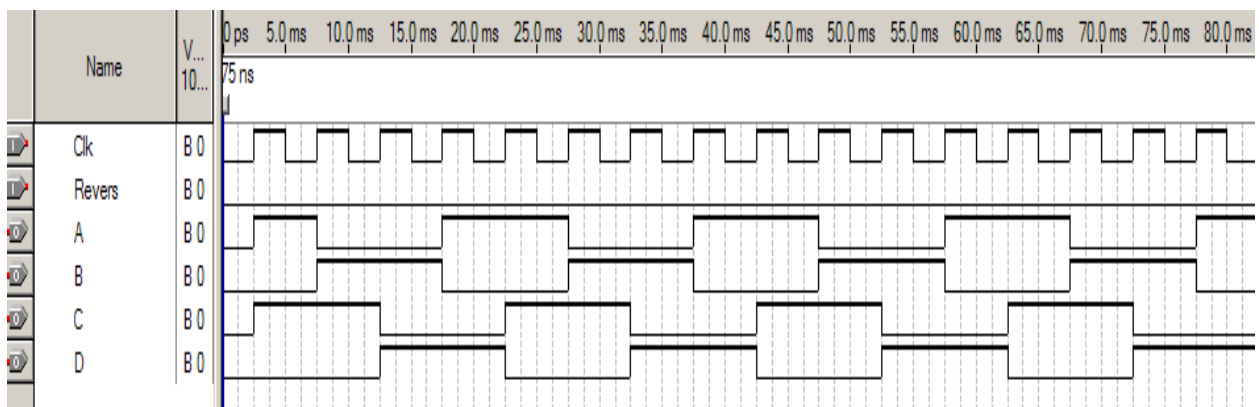 Name V... 10... 0 ps 5.0 ms 10.0 ms 15.0 ms 20.0 ms 25.0 ms 30.0 ms 35.0 ms 40.0 ms 45.0 ms 50.0 ms 55.0 ms 60.0 ms 65.0 ms 70.0 ms 75.0 ms 80.0 ms
75 ns
Clk B 0
Revers B 0
A B 0
B B 0
C B 0
D B 0